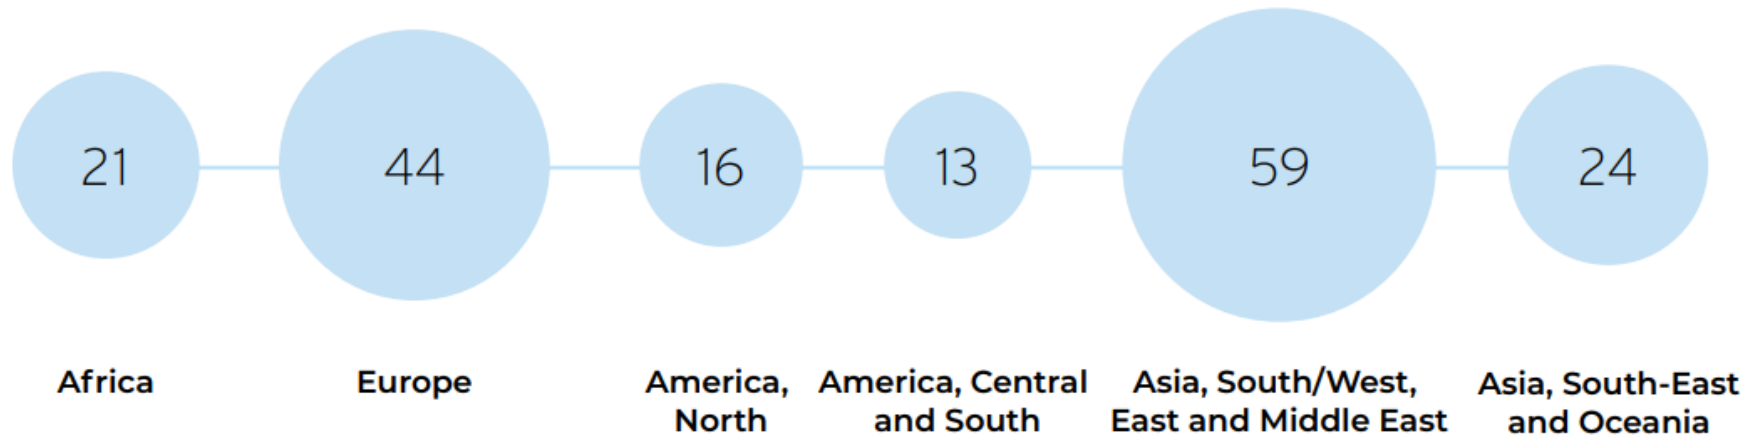 21
44
16
13
59
24
Africa
Europe
America,
North
America, Central
and South
Asia, South/West,
East and Middle East
Asia, South-East
and Oceania